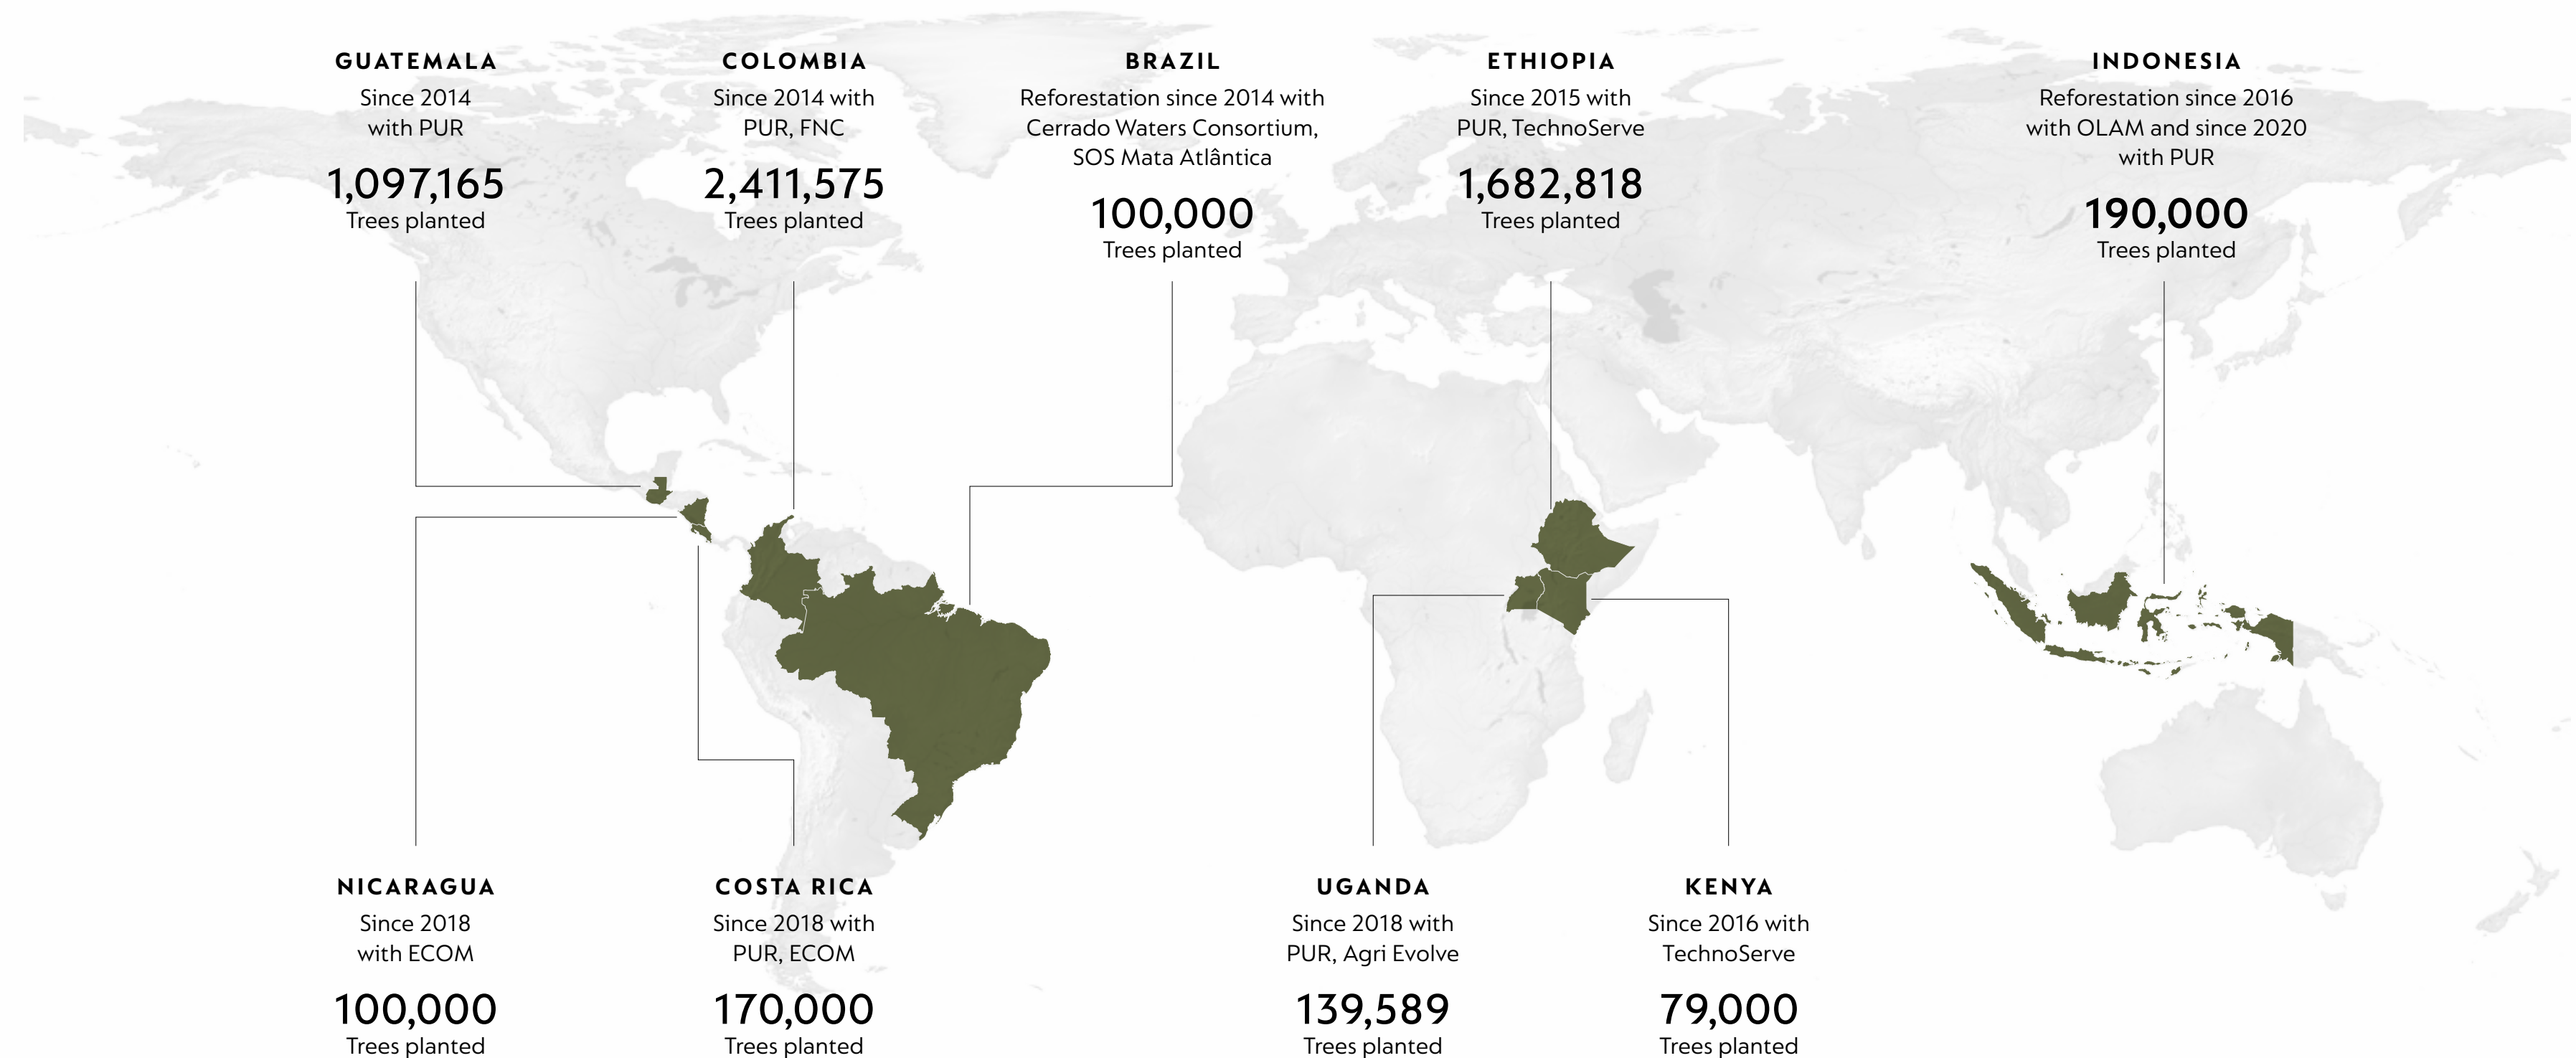 GUATEMALA
Since 2014
with PUR
1,097,165
Trees planted
COLOMBIA
Since 2014 with
PUR, FNC
2,411,575
Trees planted
BRAZIL
Reforestation since 2014 with
Cerrado Waters Consortium,
SOS Mata Atlântica
100,000
Trees planted
ETHIOPIA
Since 2015 with
PUR, TechnoServe
1,682,818
Trees planted
INDONESIA
Reforestation since 2016
with OLAM and since 2020
with PUR
190,000
Trees planted
NICARAGUA
Since 2018
with ECOM
100,000
Trees planted
COSTA RICA
Since 2018 with
PUR, ECOM
170,000
Trees planted
UGANDA
Since 2018 with
PUR, Agri Evolve
139,589
Trees planted
KENYA
Since 2016 with
TechnoServe
79,000
Trees planted